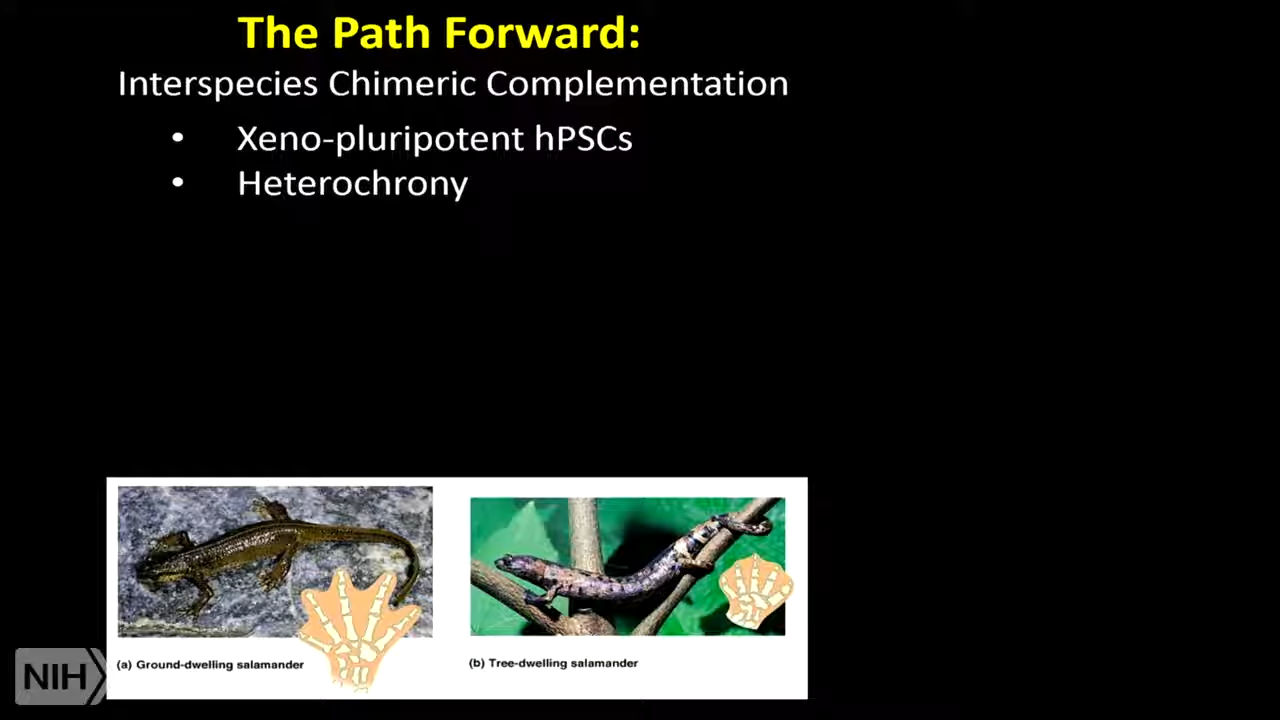 The Path Forward:
Interspecies Chimeric Complementation
• Xeno-pluripotent hPSCs
• Heterochrony
(a) Ground-dwelling salamander
(b) Tree-dwelling salamander
NIH